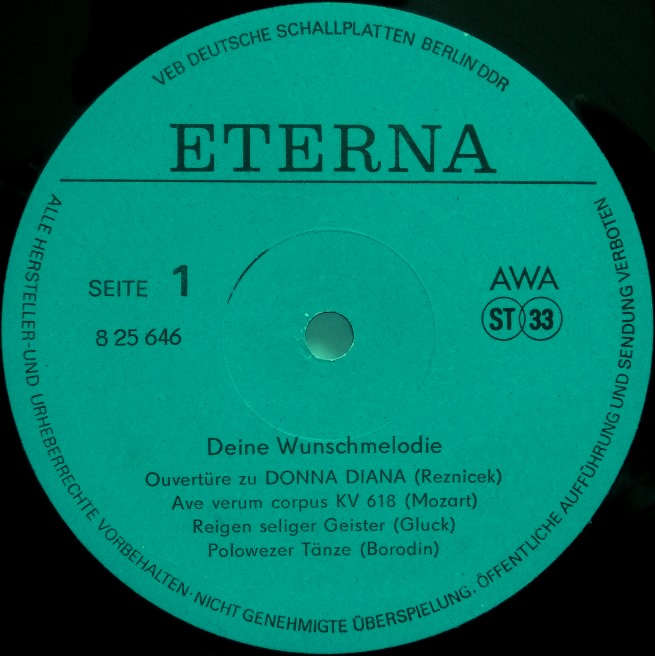 VEB DEUTSCHE SCHALLPLATTEN BERLIN DDR
ETERNA
SEITE 1
8 25 646
AWA
ST 33
Deine Wunschmelodie
Ouvertüre zu DONNA DIANA (Reznicek)
Ave verum corpus KV 618 (Mozart)
Reigen seliger Geister (Gluck)
Polowezer Tänze (Borodin)
ALLE HERSTELLER-UND URHEBERRECHTE VORBEHALTEN·NICHT GENEHMIGTE ÜBERSPIELUNG, ÖFFENTLICHE AUFFÜHRUNG UND SENDUNG VERBOTEN